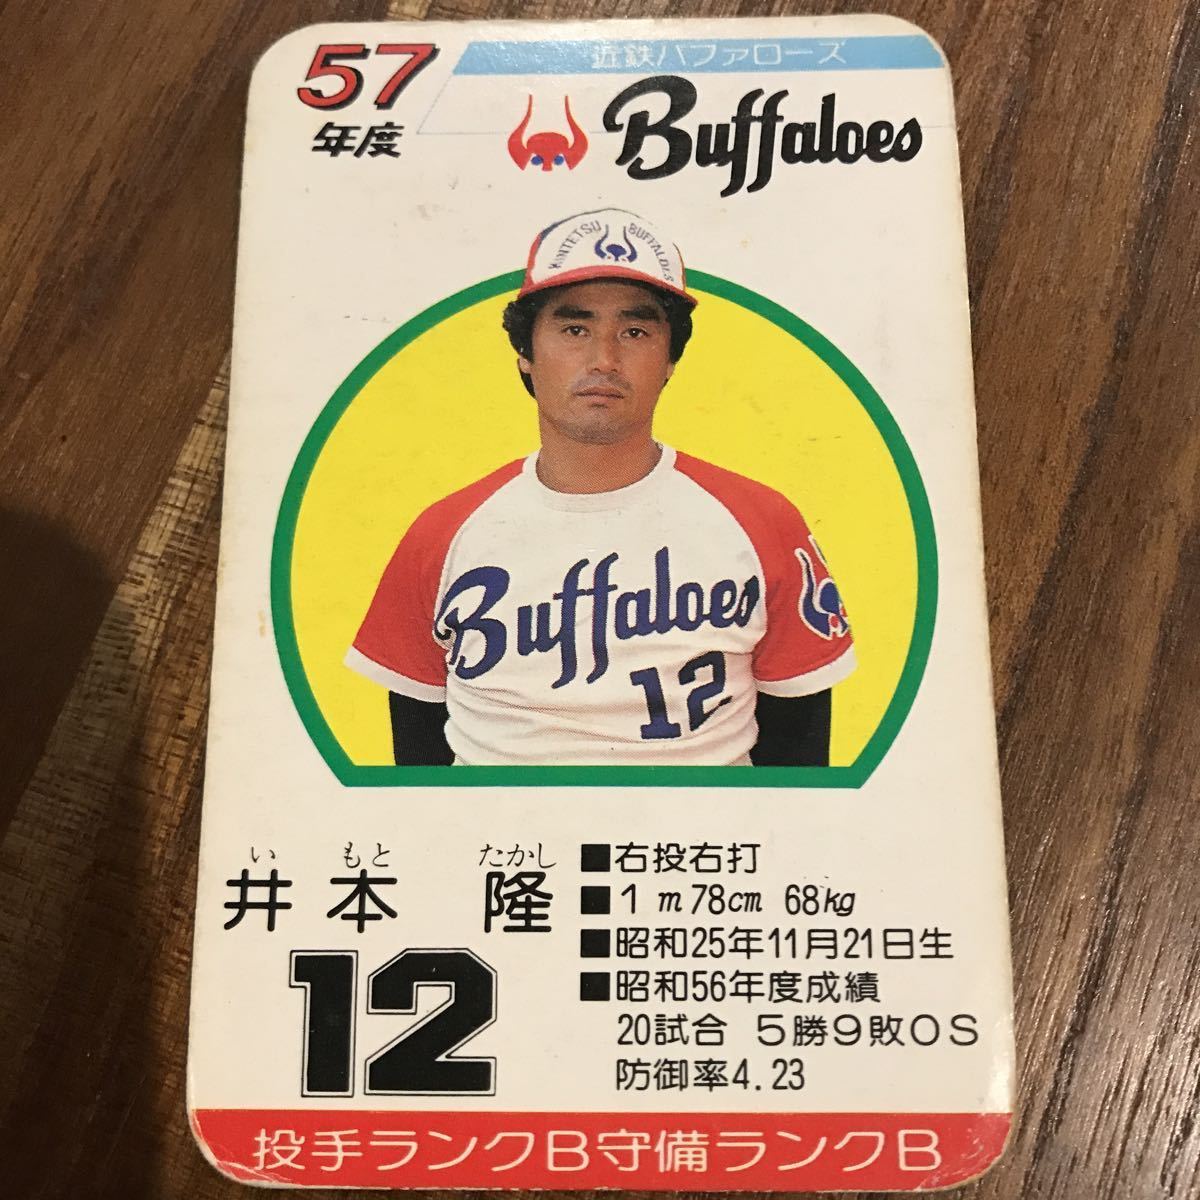 57
年度
近鉄バファローズ
Buffaloes
KINTETSU BUFFALOES
Buffaloes
12
い もと たかし
井本 隆
12
■右投右打
■1m78cm 68kg
■昭和25年11月21日生
■昭和56年度成績
20試合 5勝9敗0S
防御率4.23
投手ランクB守備ランクB